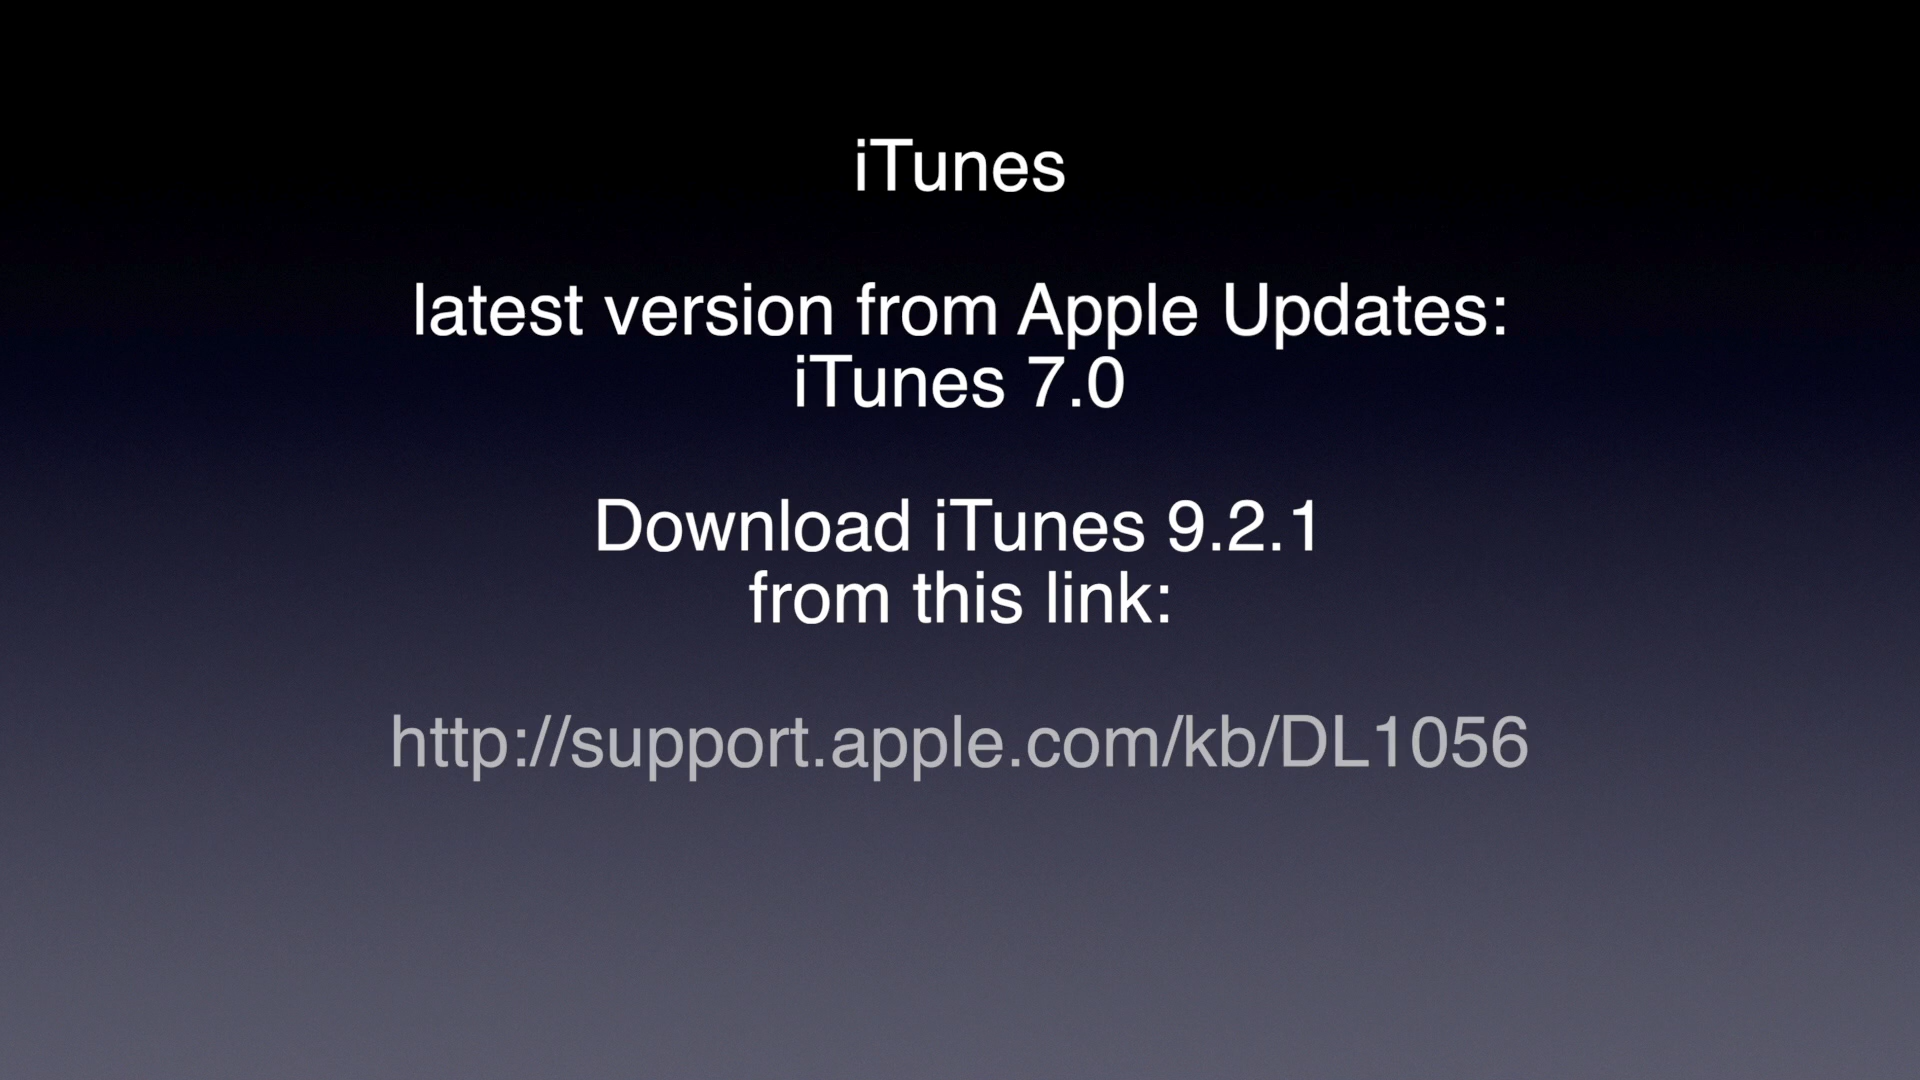 iTunes
latest version from Apple Updates:
iTunes 7.0
Download iTunes 9.2.1
from this link:
http://support.apple.com/kb/DL1056